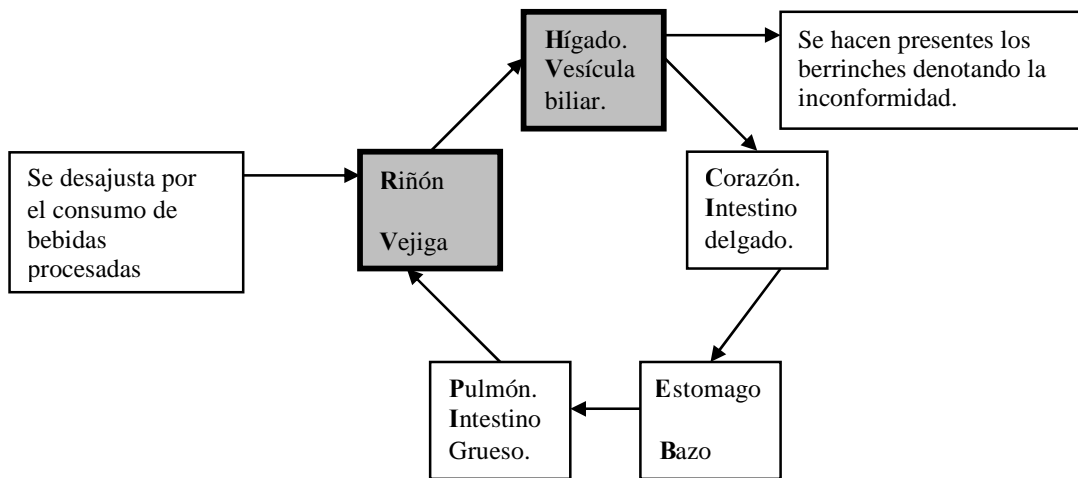 Hígado.
Vesícula
biliar.
Se hacen presentes los
berrinches denotando la
inconformidad.
Se desajusta por
el consumo de
bebidas
procesadas
Riñón
Vejiga
Corazón.
Intestino
delgado.
Pulmón.
Intestino
Grueso.
Estomago
Bazo